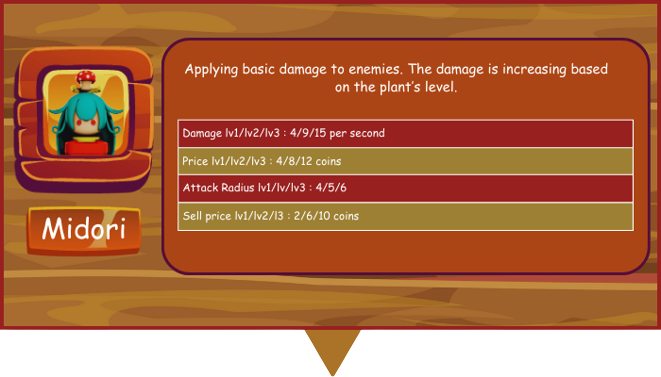 Applying basic damage to enemies. The damage is increasing based
on the plant's level.
Damage lv1/lv2/lv3 : 4/9/15 per second
Price lv1/lv2/lv3 : 4/8/12 coins
Attack Radius lv1/lv/lv3 : 4/5/6
Sell price lv1/lv2/l3 : 2/6/10 coins
Midori